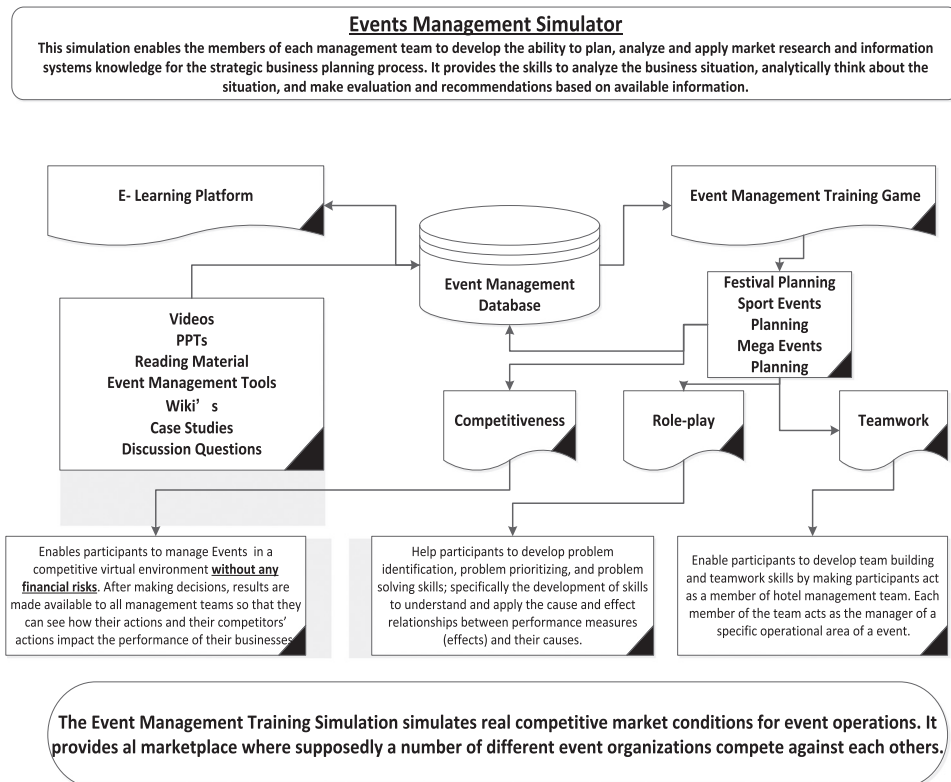 Events Management Simulator
This simulation enables the members of each management team to develop the ability to plan, analyze and apply market research and information
systems knowledge for the strategic business planning process. It provides the skills to analyze the business situation, analytically think about the
situation, and make evaluation and recommendations based on available information.
E- Learning Platform
Event Management Training Game
Event Management
Database
Festival Planning
Sport Events
Planning
Mega Events
Planning
Videos
PPTs
Reading Material
Event Management Tools
Wiki’ s
Case Studies
Discussion Questions
Competitiveness
Role-play
Teamwork
Enables participants to manage Events in a
competitive virtual environment without any
financial risks. After making decisions, results are
made available to all management teams so that they
can see how their actions and their competitors’
actions impact the performance of their businesses
Help participants to develop problem
identification, problem prioritizing, and problem
solving skills; specifically the development of skills
to understand and apply the cause and effect
relationships between performance measures
(effects) and their causes.
Enable participants to develop team building
and teamwork skills by making participants act
as a member of hotel management team. Each
member of the team acts as the manager of a
specific operational area of a event.
The Event Management Training Simulation simulates real competitive market conditions for event operations. It
provides al marketplace where supposedly a number of different event organizations compete against each others.